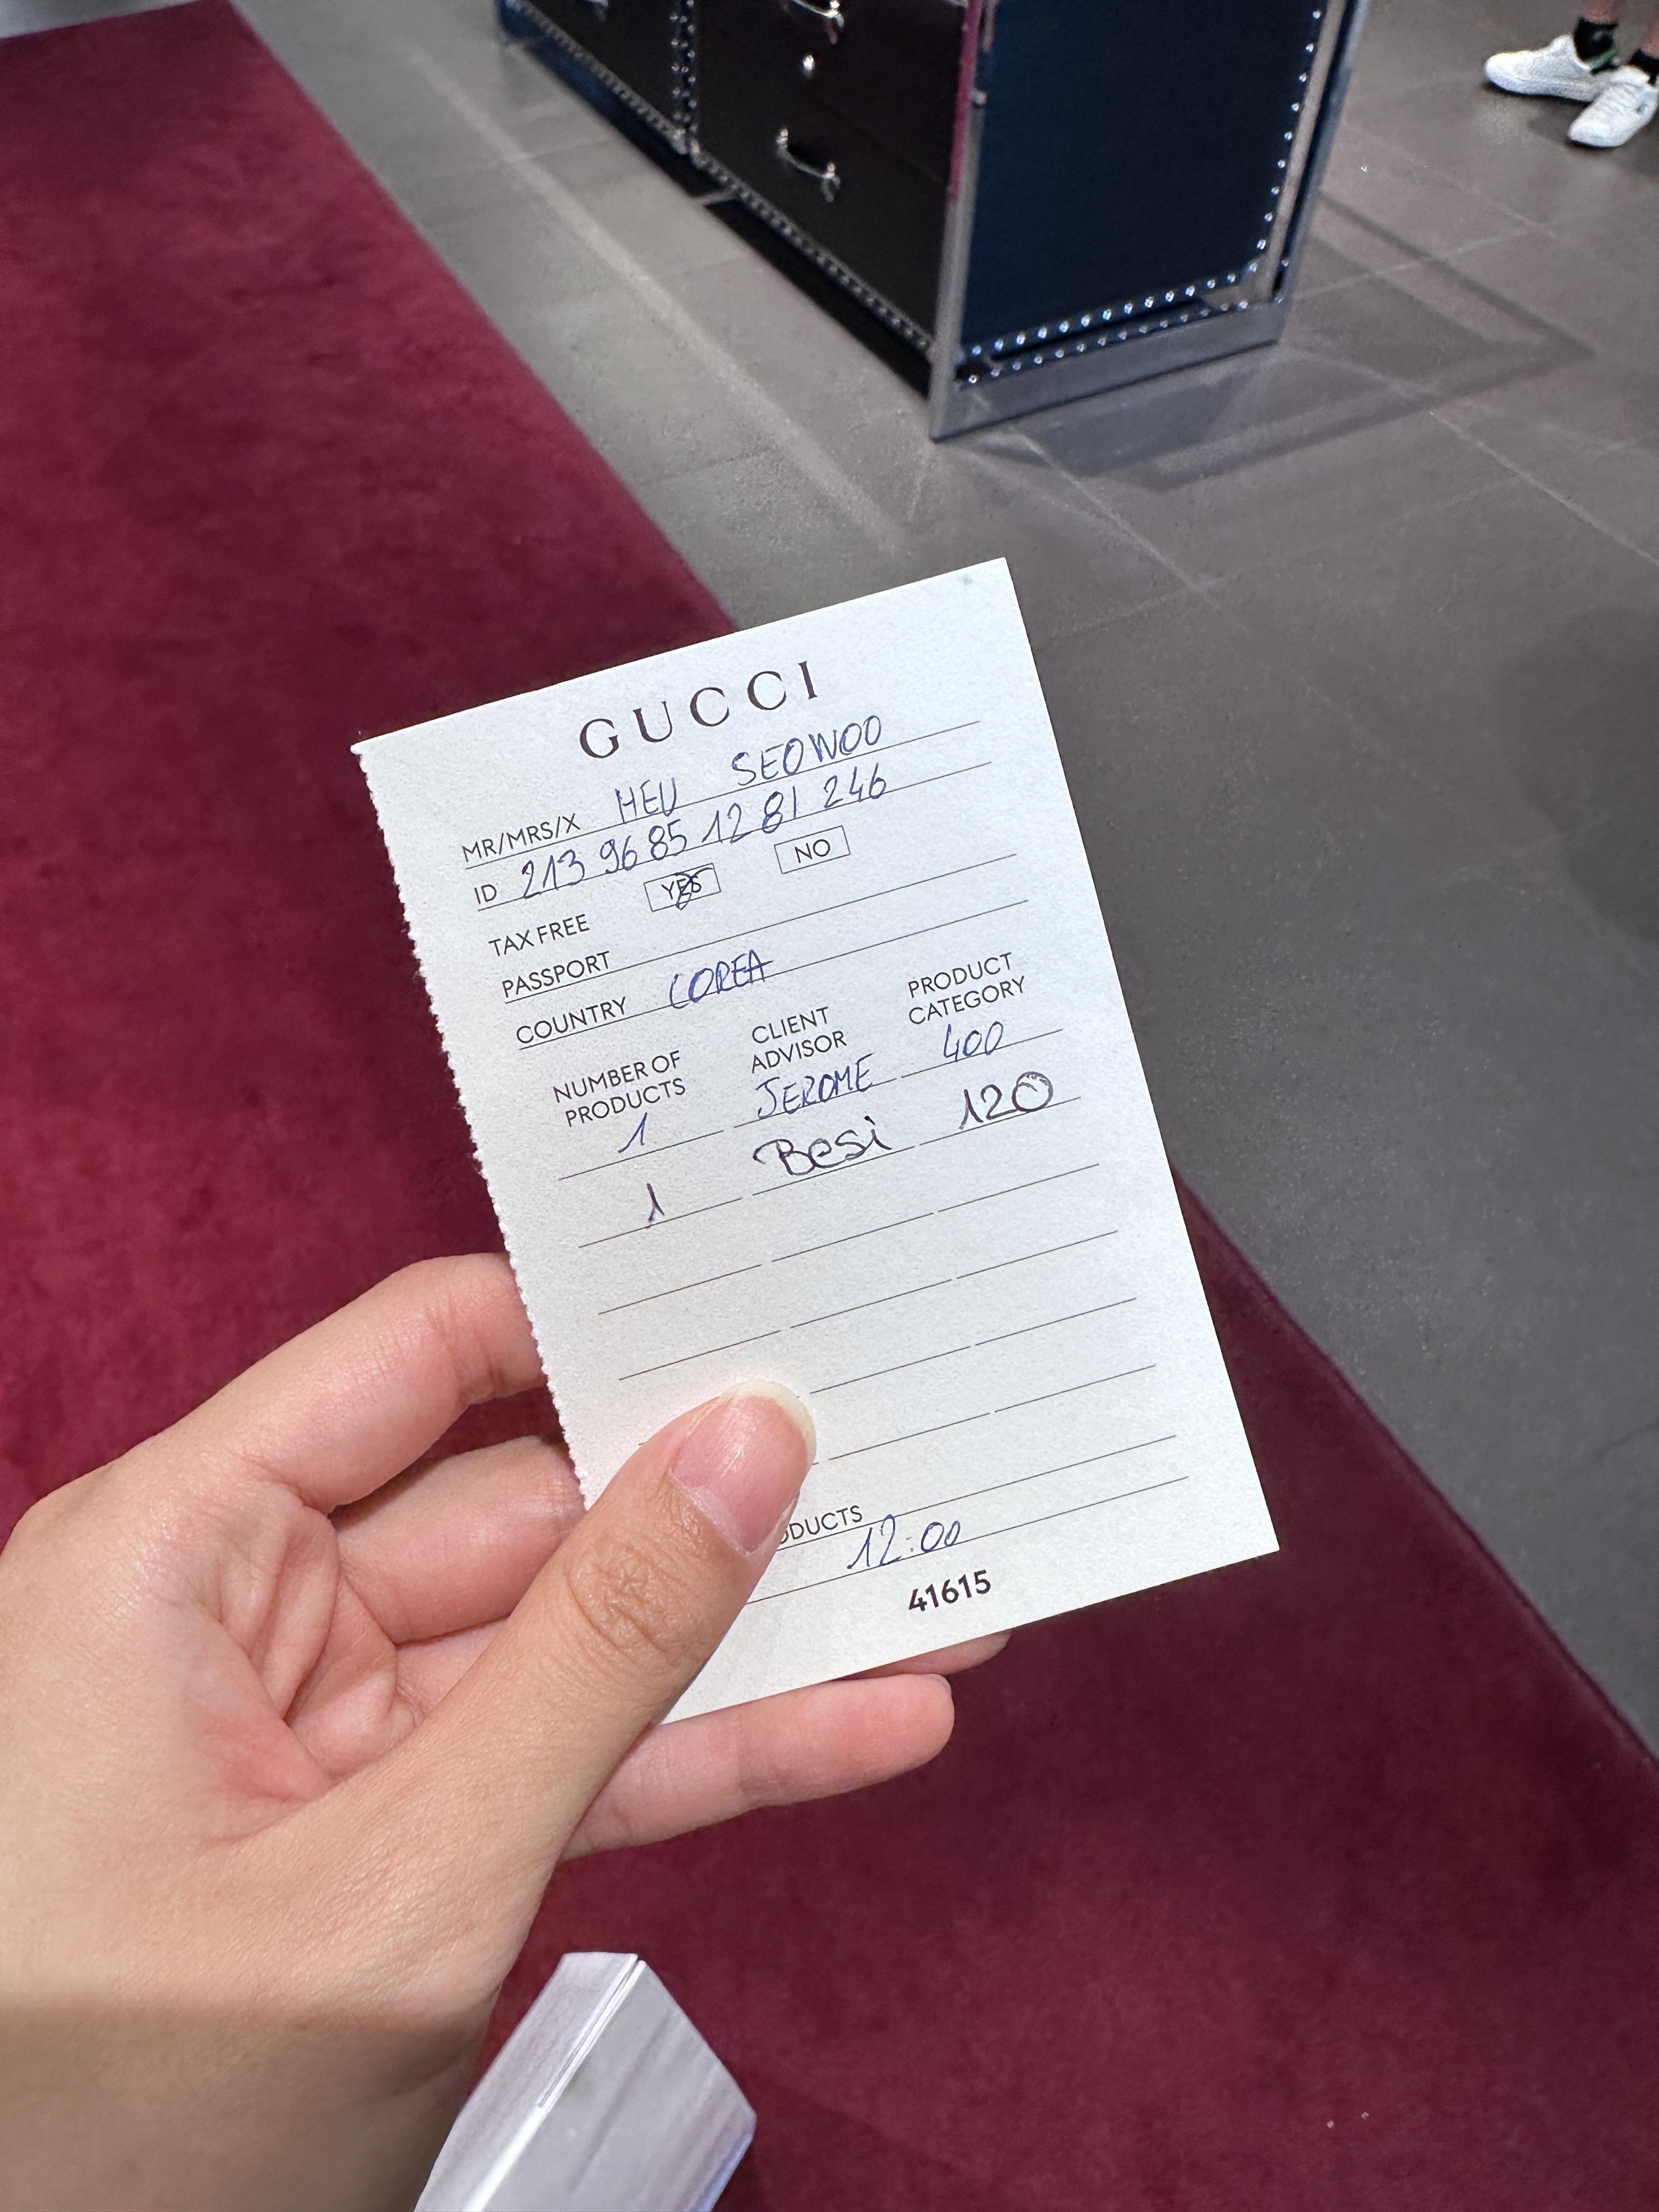 GUCCI
MR/MRS/X HEU SEOWOO
ID 213 96 85 12 81 246
TAX FREE YES NO
PASSPORT
COUNTRY COREA
NUMBER OF PRODUCTS CLIENT ADVISOR PRODUCT CATEGORY
1 JEROME 400
1 Besi 120
12:00
41615